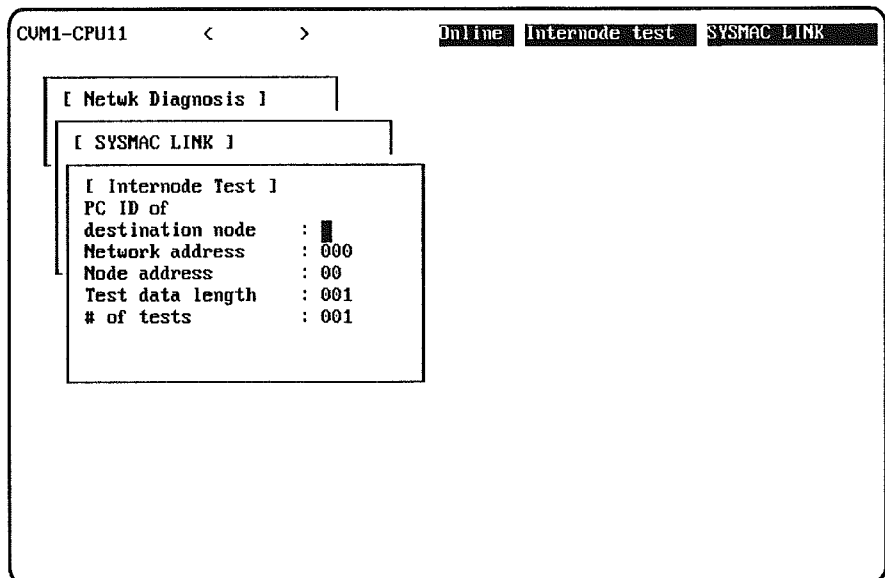 CVM1-CPU11 < > Online Internode test SYSMAC LINK
[ Netwk Diagnosis ]
[ SYSMAC LINK ]
[ Internode Test ]
PC ID of
destination node :
Network address : 000
Node address : 00
Test data length : 001
# of tests : 001